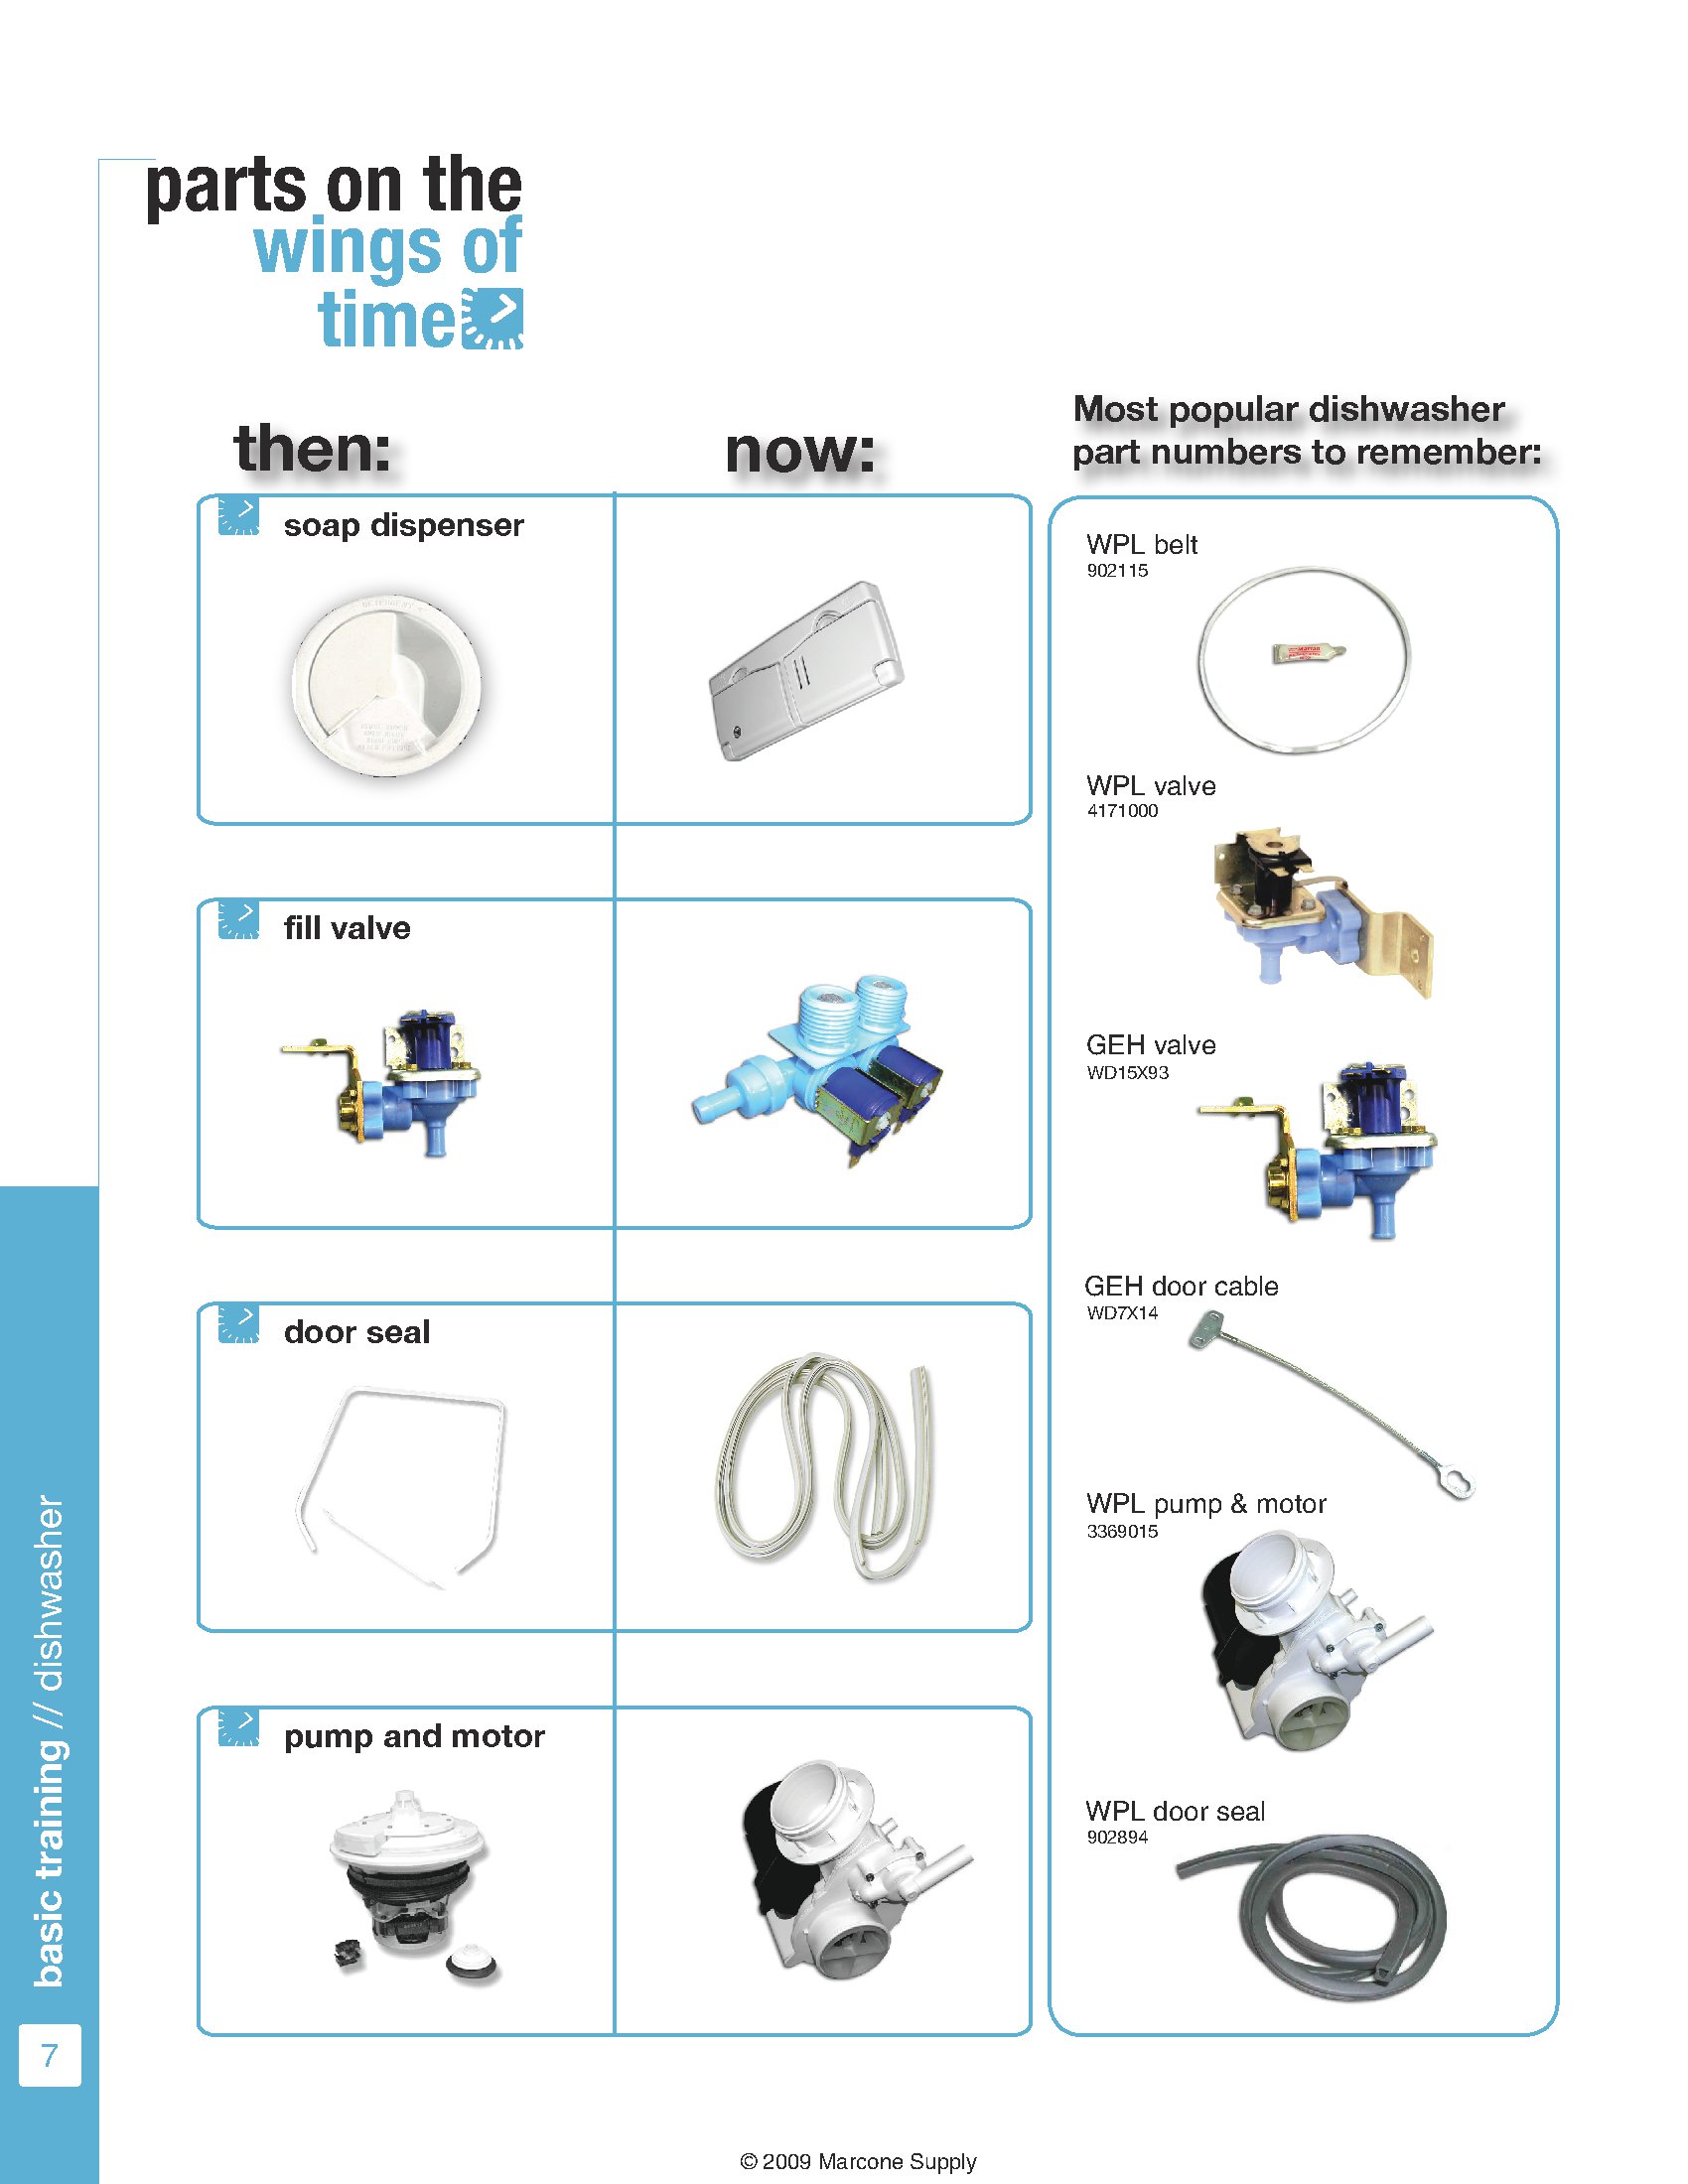 parts on the
wings of
time
then:
now:
soap dispenser
fill valve
door seal
pump and motor
Most popular dishwasher
part numbers to remember:
WPL belt
902115
WPL valve
4171000
GEH valve
WD15X93
GEH door cable
WD7X14
WPL pump & motor
3369015
WPL door seal
902894
basic training // dishwasher
7
© 2009 Marcone Supply